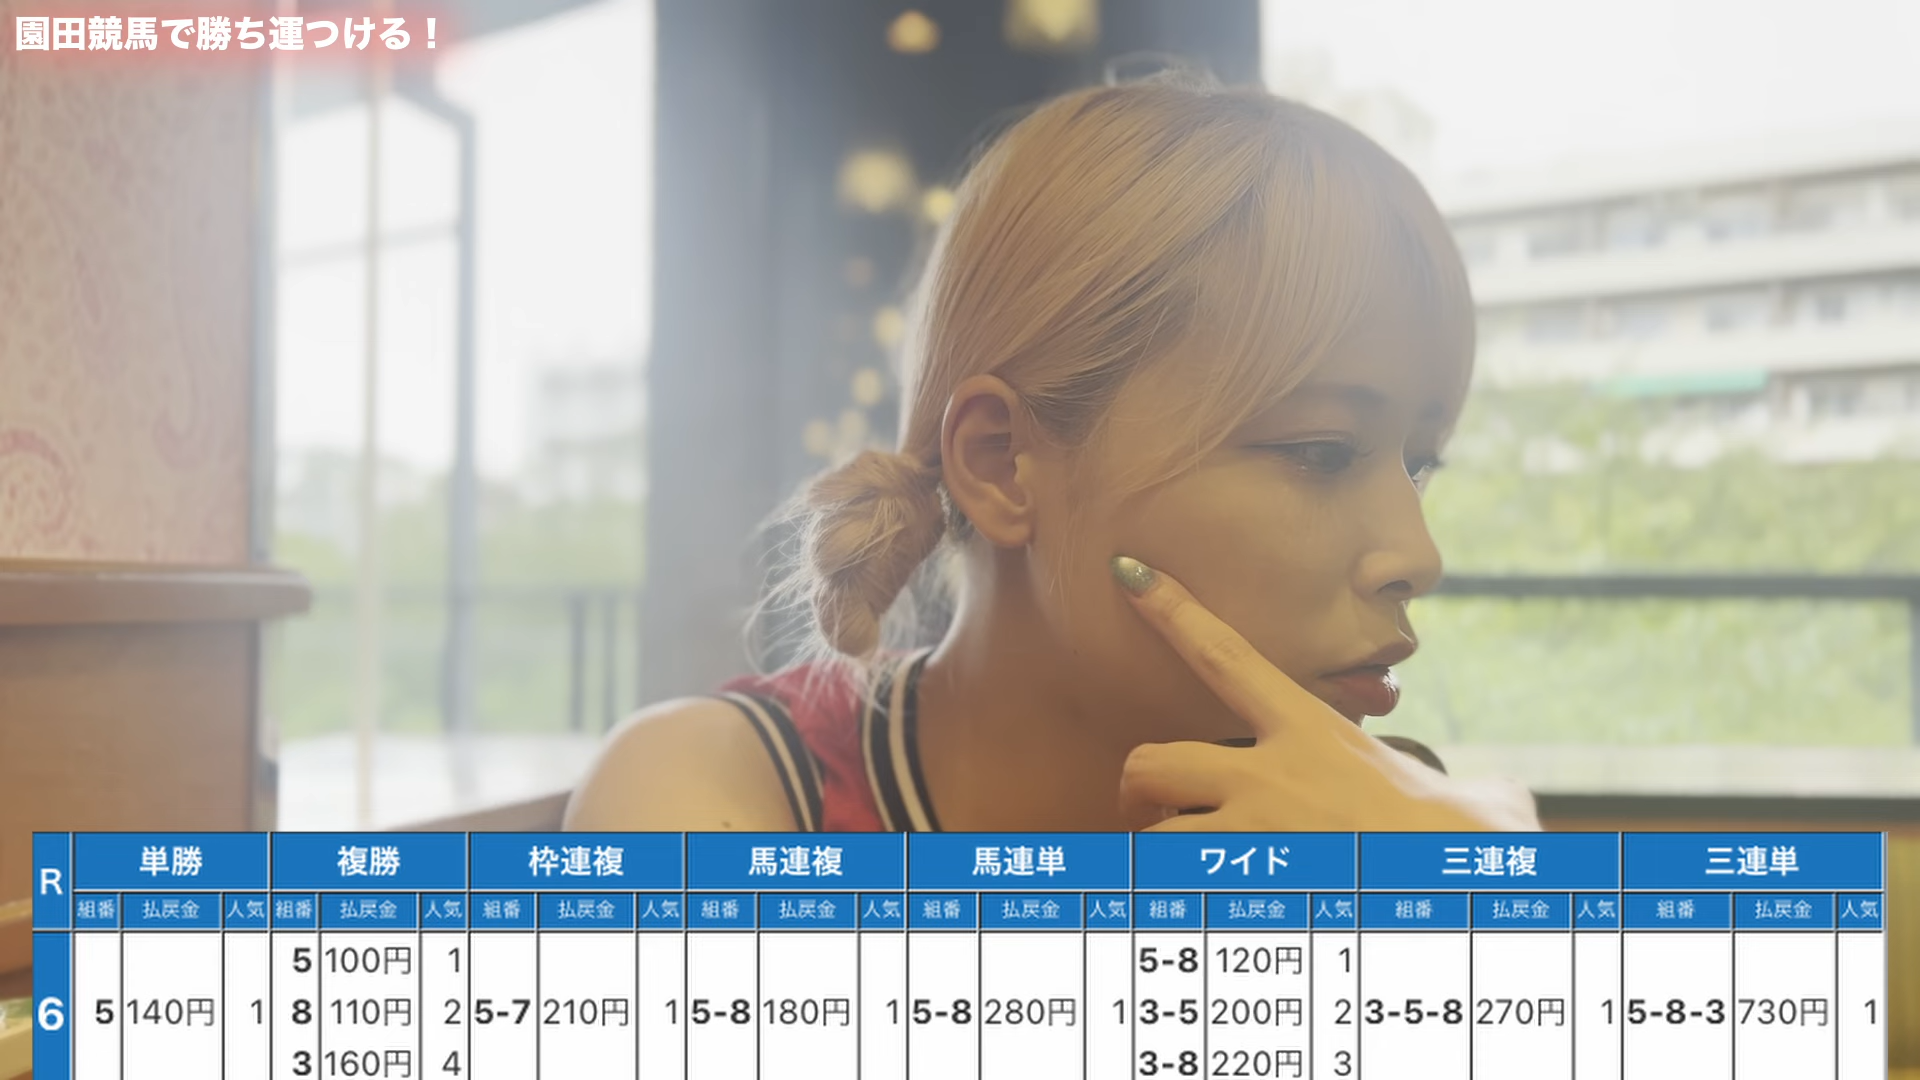 園田競馬で勝ち運つける！
R 単勝 複勝 枠連複 馬連複 馬連単 ワイド 三連複 三連単
組番 払戻金 人気 組番 払戻金 人気 組番 払戻金 人気 組番 払戻金 人気 組番 払戻金 人気 組番 払戻金 人気 組番 払戻金 人気 組番 払戻金 人気
5 100円 1 5-8 120円 1
6 5 140円 1 8 110円 2 5-7 210円 1 5-8 180円 1 5-8 280円 1 3-5 200円 2 3-5-8 270円 1 5-8-3 730円 1
3 160円 4 3-8 220円 3